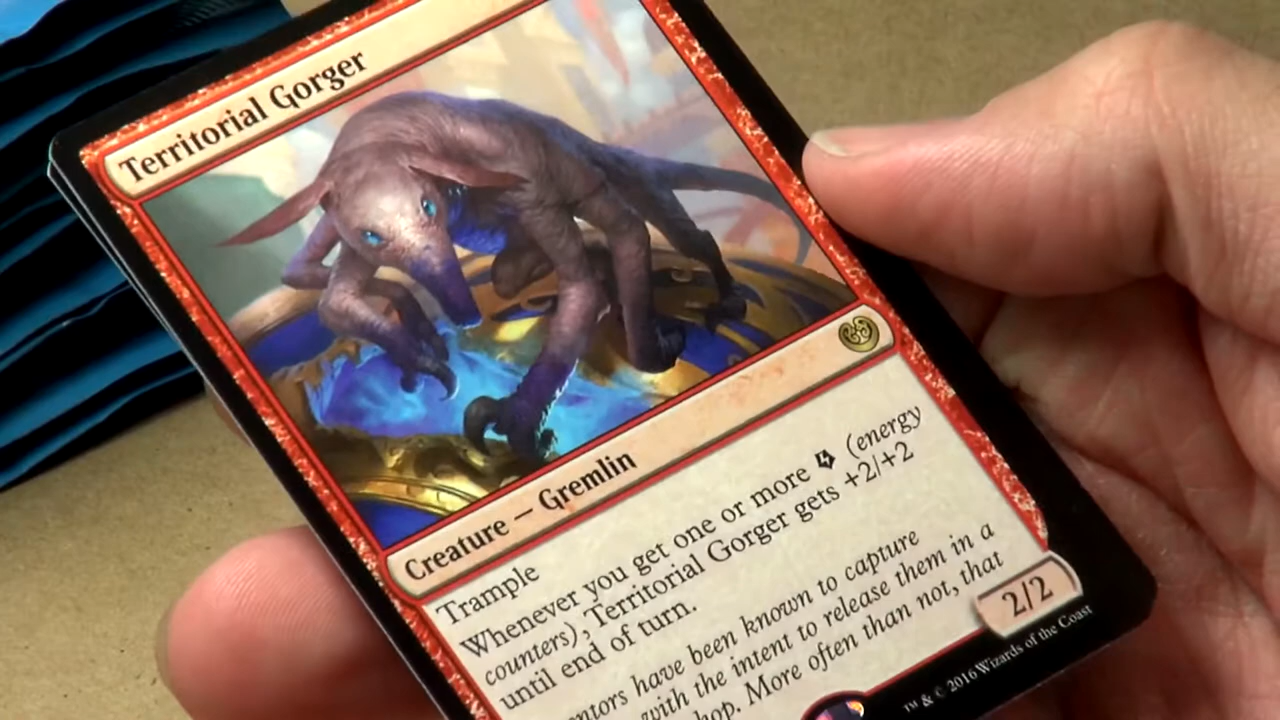 Territorial Gorger
Creature — Gremlin
Trample
Whenever you get one or more (energy
counters), Territorial Gorger gets +2/+2
until end of turn.
have been known to capture
with the intent to release them in a
More often than not, that
2/2
™ & © 2016 Wizards of the Coast